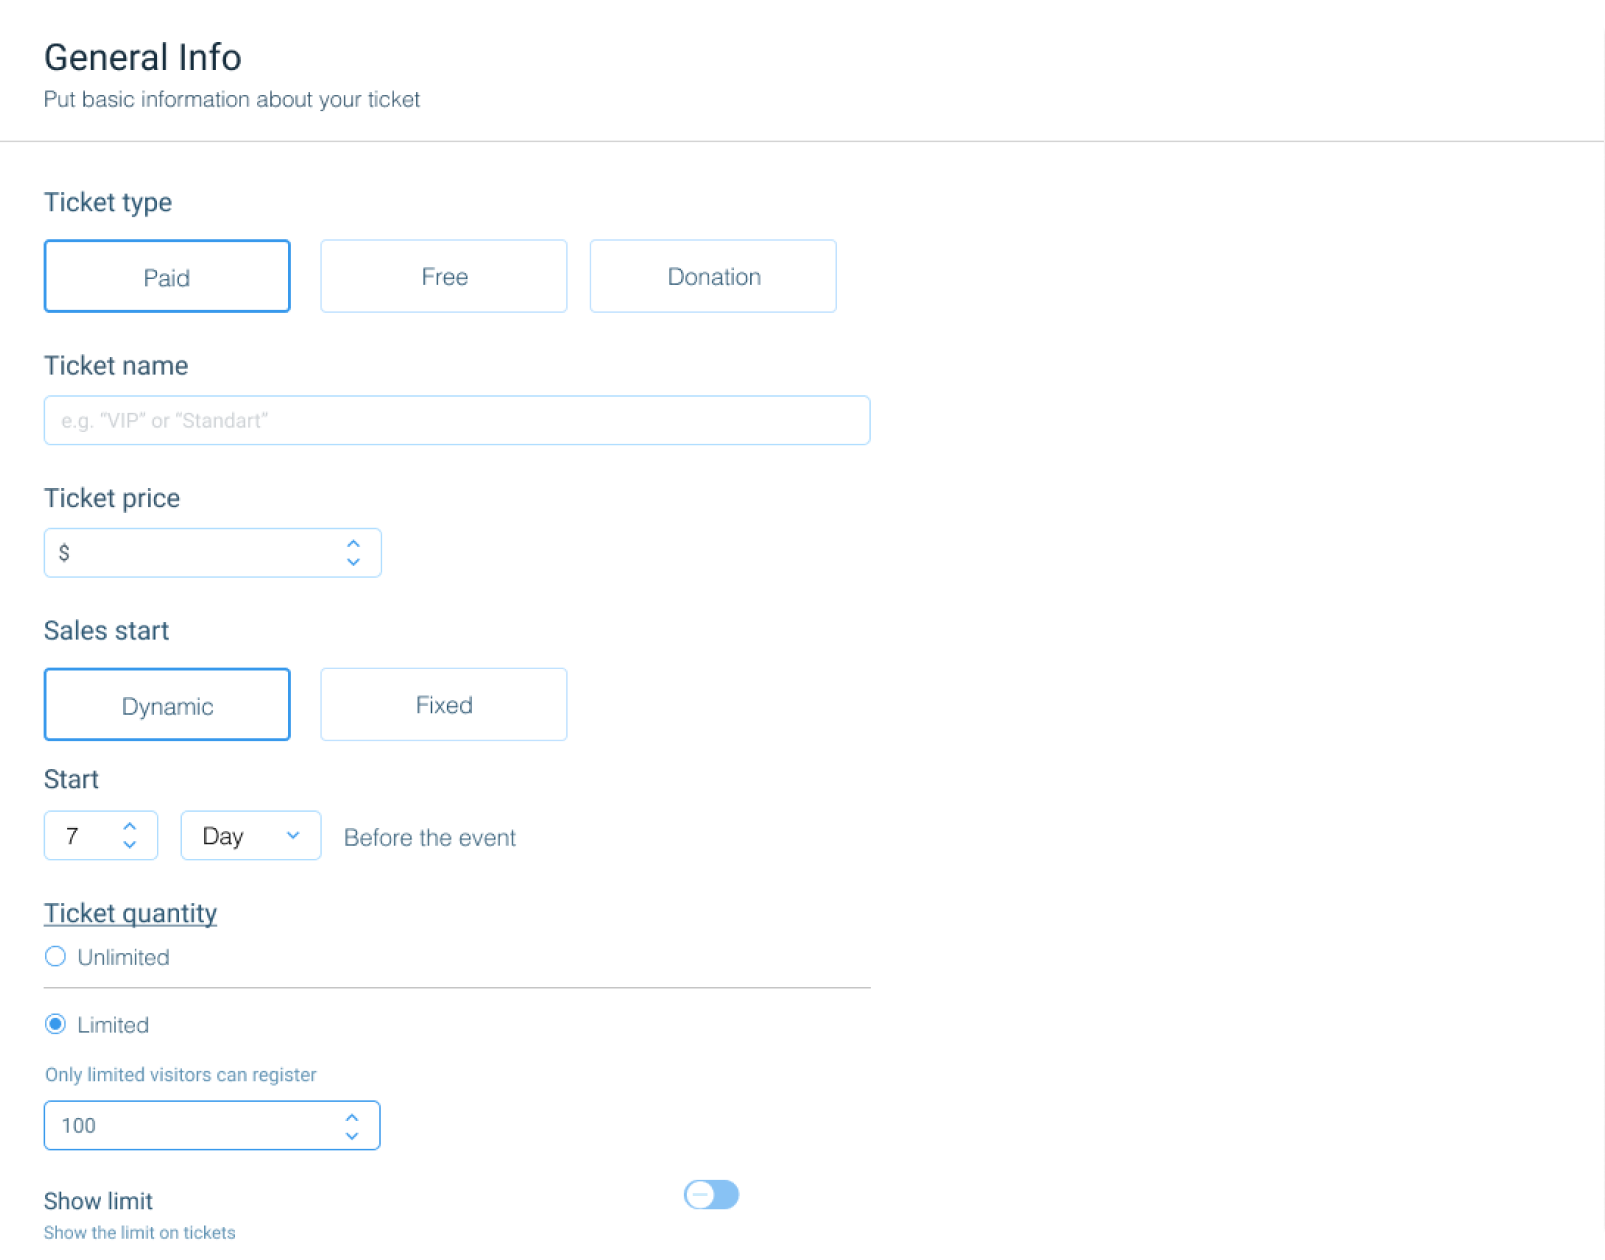 General Info
Put basic information about your ticket
Ticket type
Paid Free Donation
Ticket name
e.g. “VIP” or “Standart”
Ticket price
$
Sales start
Dynamic Fixed
Start
7 Day Before the event
Ticket quantity
Unlimited
Limited
Only limited visitors can register
100
Show limit
Show the limit on tickets